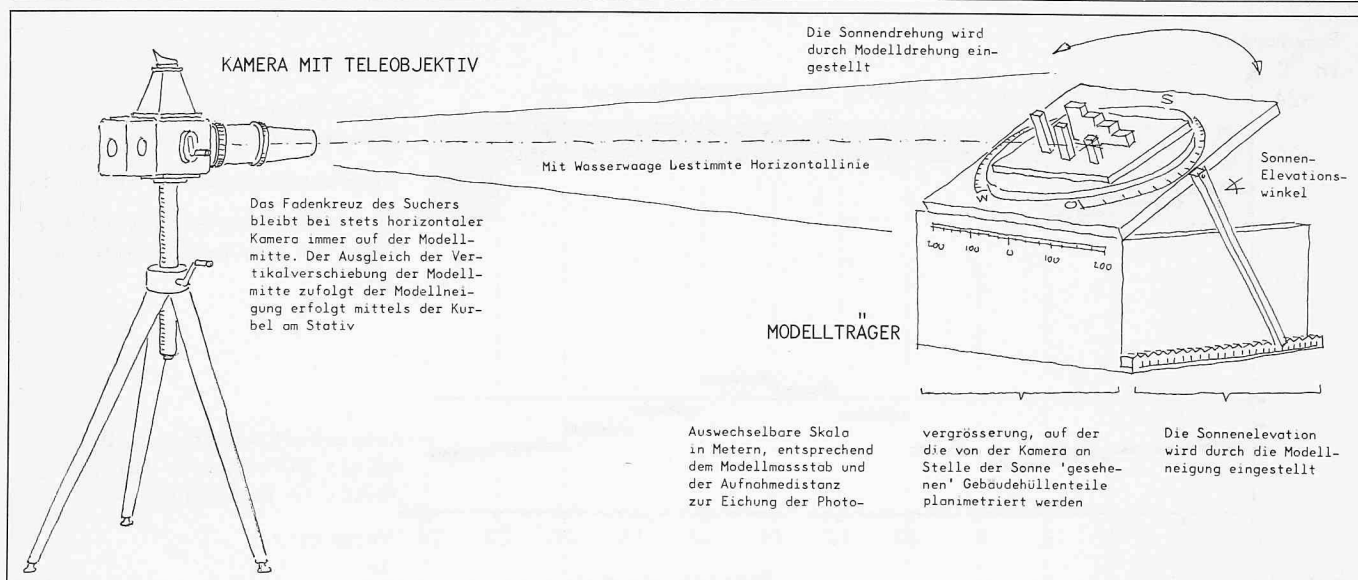 KAMERA MIT TELEOBJEKTIV
Die Sonnendrehung wird
durch Modelldrehung ein-
gestellt
Mit Wasserwaage bestimmte Horizontallinie
Das Fadenkreuz des Suchers
bleibt bei stets horizontaler
Kamera immer auf der Modell-
mitte. Der Ausgleich der Ver-
tikalverschiebung der Modell-
mitte zufolgt der Modellnei-
gung erfolgt mittels der Kur-
bel am Stativ
S
W
O
Sonnen-
Elevations-
winkel
200 100 0 100 200
MODELLTRÄGER
Auswechselbare Skala
in Metern, entsprechend
dem Modellmassstab und
der Aufnahmedistanz
zur Eichung der Photo-
vergrösserung, auf der
die von der Kamera an
Stelle der Sonne 'gesehe-
nen' Gebäudehüllenteile
planimetriert werden
Die Sonnenelevation
wird durch die Modell-
neigung eingestellt